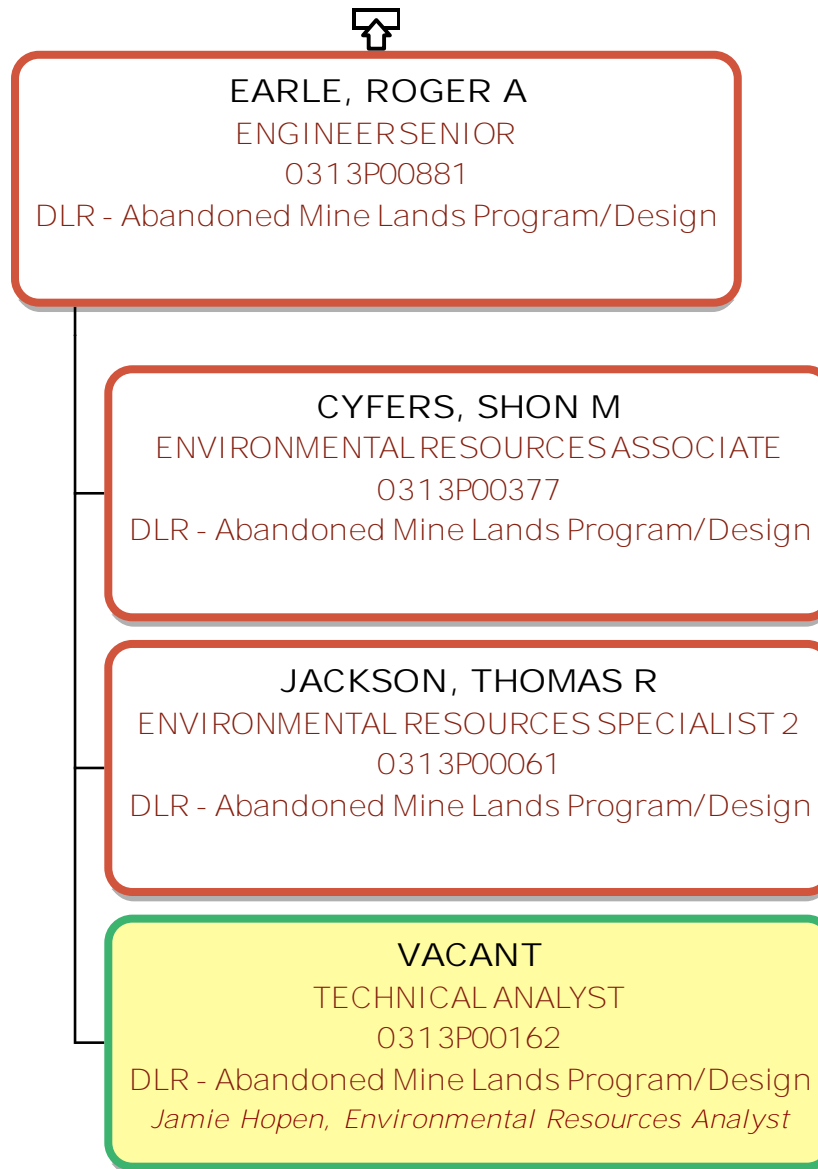 EARLE, ROGER A
ENGINEER SENIOR
0313P00881
DLR - Abandoned Mine Lands Program/Design
CYFERS, SHON M
ENVIRONMENTAL RESOURCES ASSOCIATE
0313P00377
DLR - Abandoned Mine Lands Program/Design
JACKSON, THOMAS R
ENVIRONMENTAL RESOURCES SPECIALIST 2
0313P00061
DLR - Abandoned Mine Lands Program/Design
VACANT
TECHNICAL ANALYST
0313P00162
DLR - Abandoned Mine Lands Program/Design
Jamie Hopen, Environmental Resources Analyst